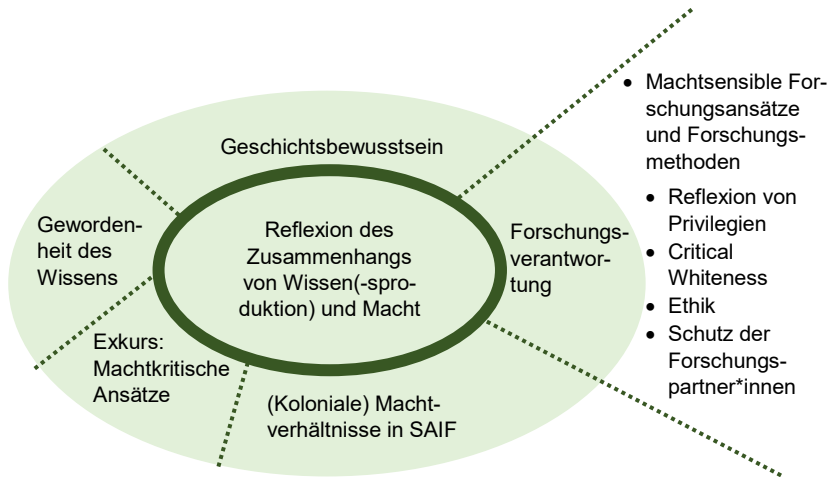 Geschichtsbewusstsein
Geworden-
heit des
Wissens
Reflexion des
Zusammenhangs
von Wissen(-spro-
duktion) und Macht
Forschungs-
verantwor-
tung
Exkurs:
Machtkritische
Ansätze
(Koloniale) Macht-
verhältnisse in SAIF
• Machtsensible For-
schungsansätze
und Forschungs-
methoden
• Reflexion von
Privilegien
• Critical
Whiteness
• Ethik
• Schutz der
Forschungs-
partner*innen